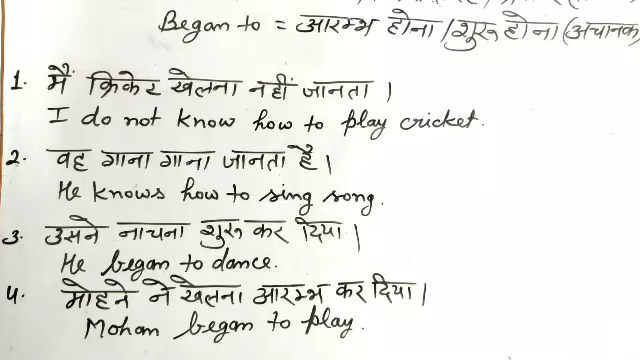 Began to = आरम्भ होना / शुरू होना (अचानक)
1. मैं क्रिकेट खेलना नहीं जानता।
I do not know how to play cricket.
2. वह गाना गाना जानता है।
He knows how to sing song.
3. उसने नाचना शुरू कर दिया।
He began to dance.
4. मोहने ने खेलना आरम्भ कर दिया।
Mohan began to play.